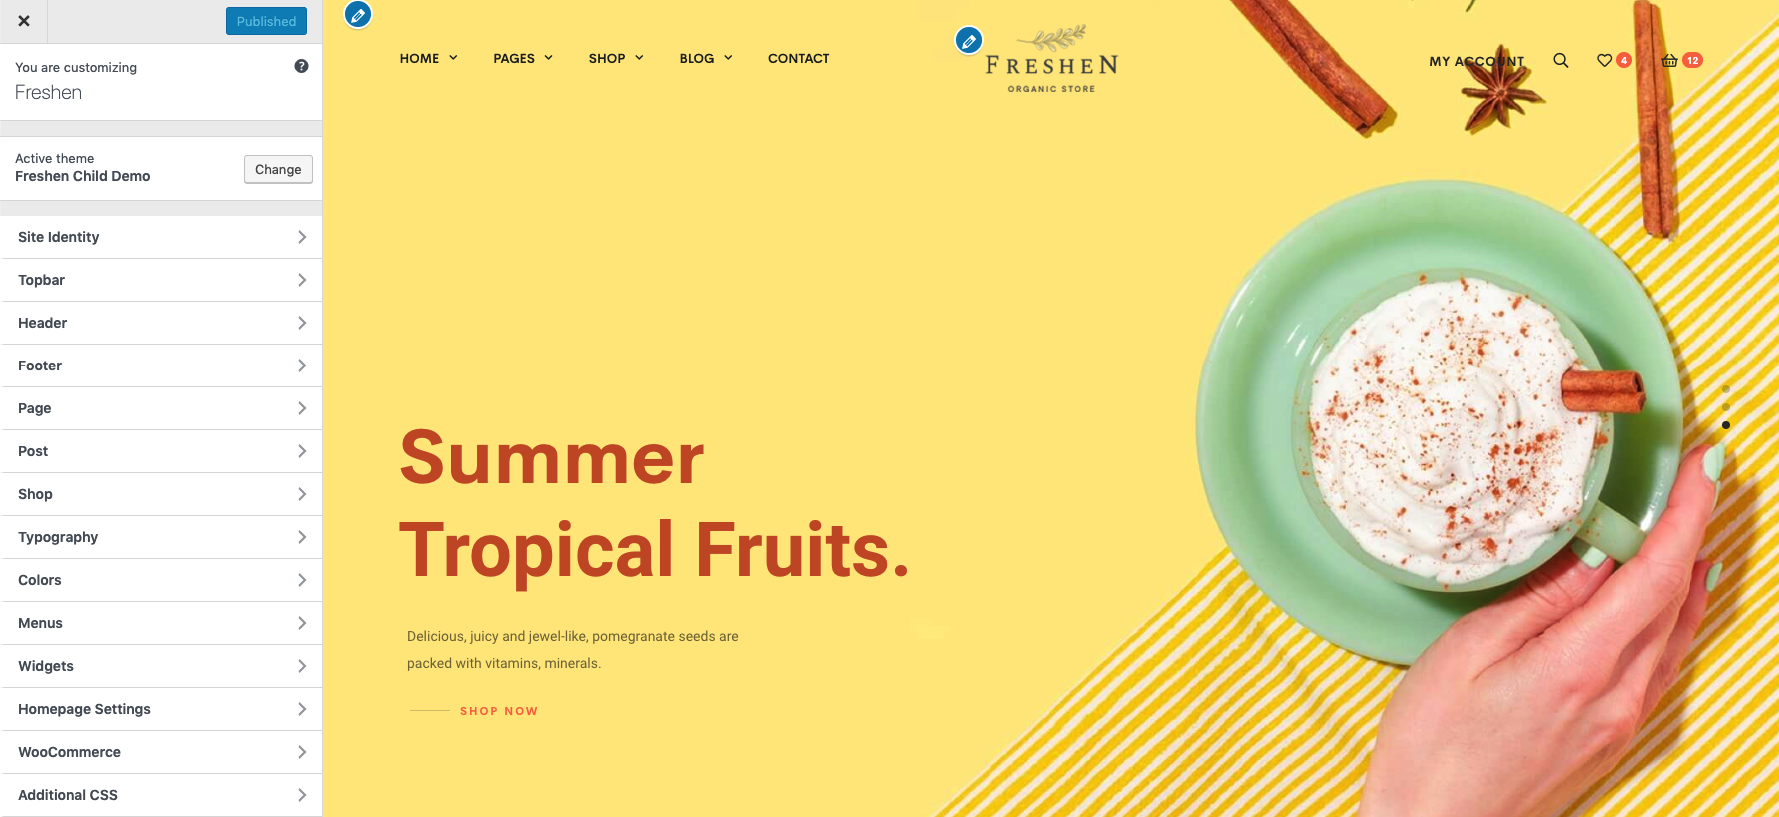 Published
You are customizing
Freshen
Active theme
Freshen Child Demo
Change
Site Identity
Topbar
Header
Footer
Page
Post
Shop
Typography
Colors
Menus
Widgets
Homepage Settings
WooCommerce
Additional CSS
HOME PAGES SHOP BLOG CONTACT
FRESHEN
ORGANIC STORE
MY ACCOUNT 4 12
Summer
Tropical Fruits.
Delicious, juicy and jewel-like, pomegranate seeds are
packed with vitamins, minerals.
SHOP NOW